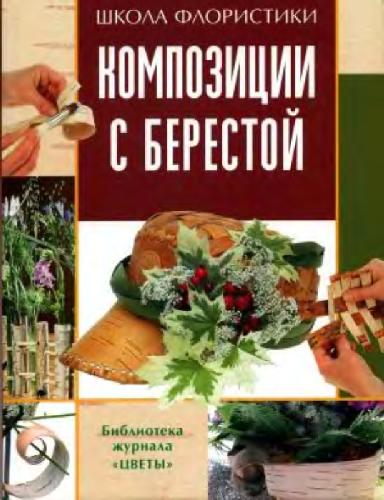 ШКОЛА ФЛОРИСТИКИ
КОМПОЗИЦИИ
С БЕРЕСТОЙ
Библиотека
журнала
«ЦВЕТЫ»